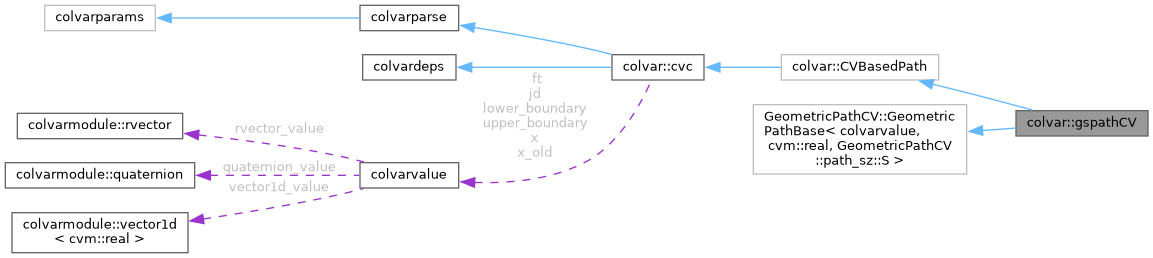 colvarparams
colvarparse
colvardeps
colvar::cvc
colvar::CVBasedPath
colvar::gspathCV
GeometricPathCV::Geometric
PathBase< colvarvalue,
cvm::real, GeometricPathCV
::path_sz::S >
ft
jd
lower_boundary
upper_boundary
x
x_old
colvarmodule::rvector
rvector_value
colvarmodule::quaternion
quaternion_value
colvarvalue
vector1d_value
colvarmodule::vector1d
< cvm::real >